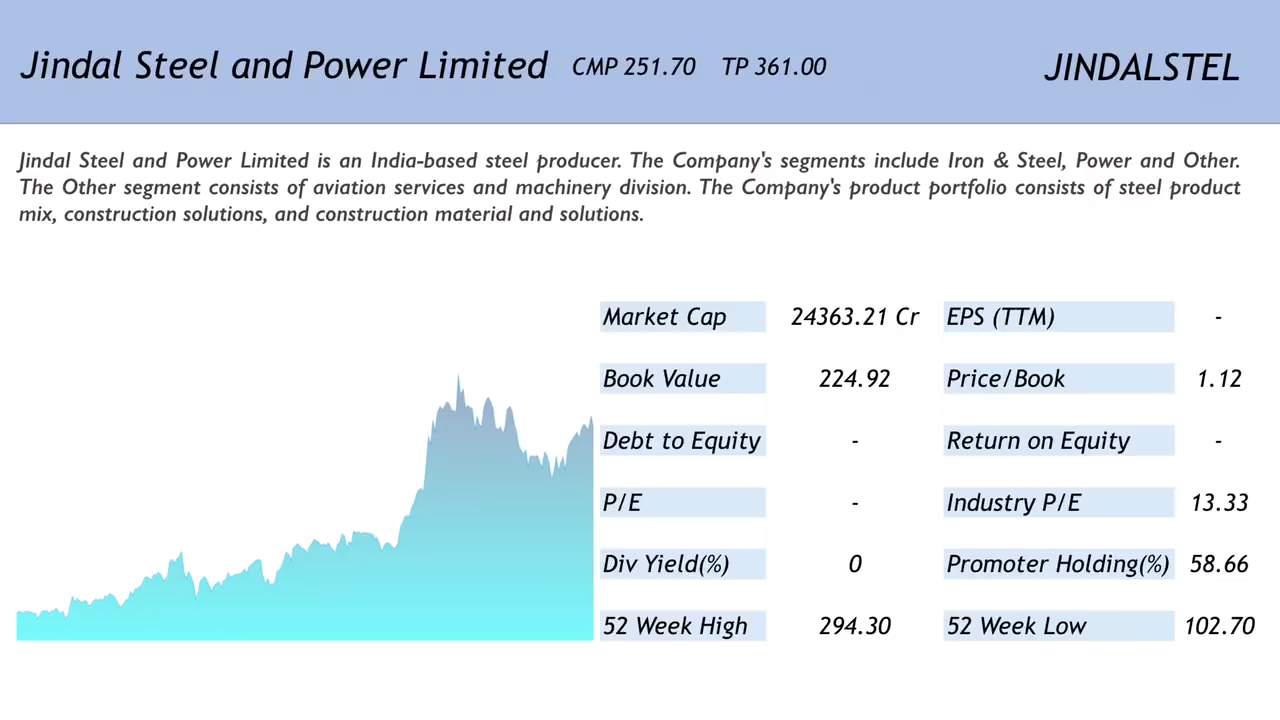 Jindal Steel and Power Limited CMP 251.70 TP 361.00 JINDALSTEL
Jindal Steel and Power Limited is an India-based steel producer. The Company's segments include Iron & Steel, Power and Other.
The Other segment consists of aviation services and machinery division. The Company's product portfolio consists of steel product
mix, construction solutions, and construction material and solutions.
Market Cap 24363.21 Cr EPS (TTM) -
Book Value 224.92 Price/Book 1.12
Debt to Equity - Return on Equity -
P/E - Industry P/E 13.33
Div Yield(%) 0 Promoter Holding(%) 58.66
52 Week High 294.30 52 Week Low 102.70